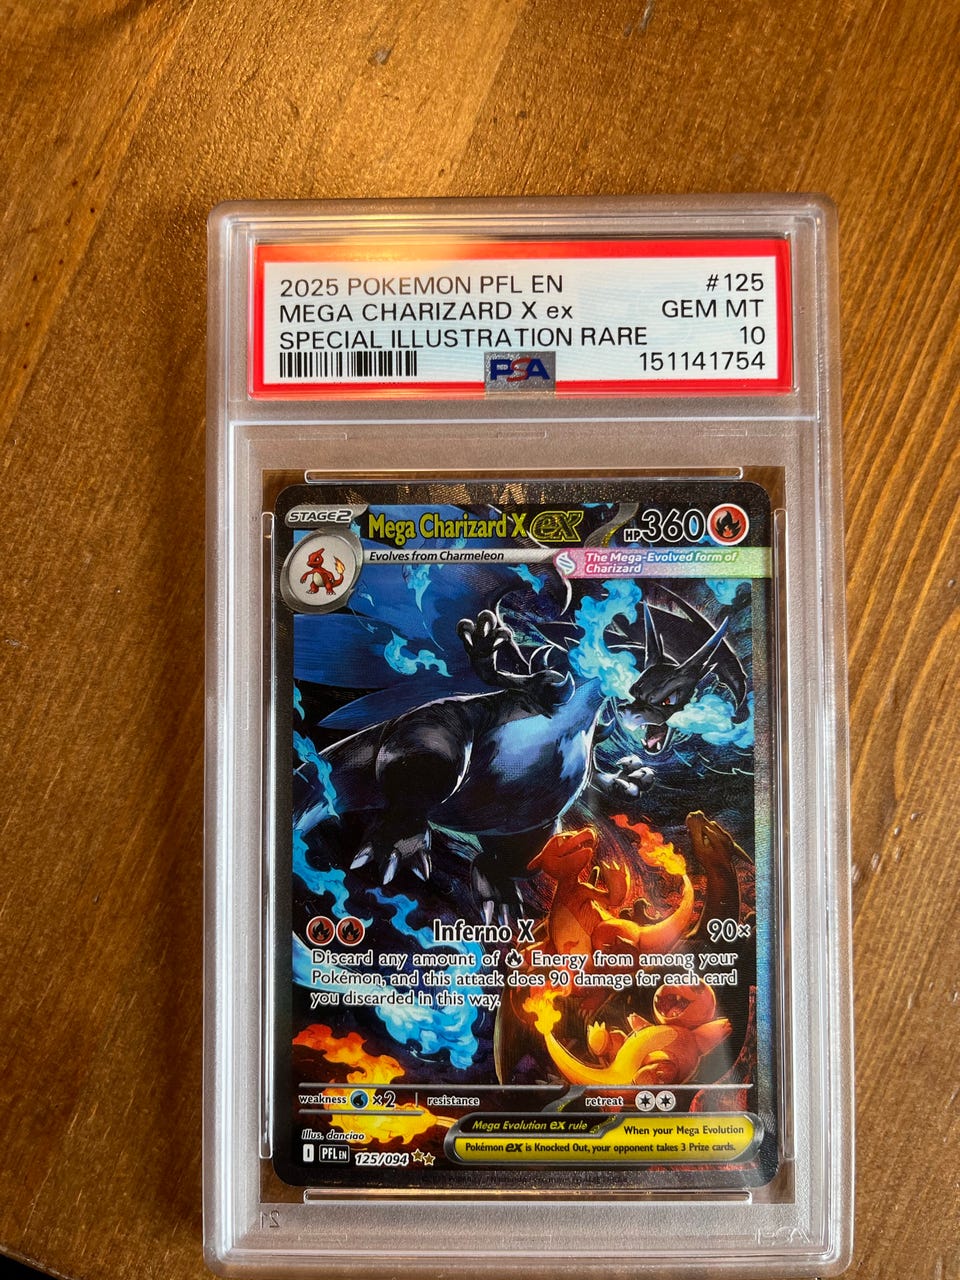 2025 POKEMON PFL EN #125
MEGA CHARIZARD X ex GEM MT
SPECIAL ILLUSTRATION RARE 10
PSA 151141754
STAGE 2 Mega Charizard X ex HP 360
Evolves from Charmeleon
The Mega-Evolved form of
Charizard
Inferno X 90×
Discard any amount of Energy from among your
Pokémon, and this attack does 90 damage for each card
you discarded in this way.
weakness ×2 resistance retreat
Mega Evolution ex rule When your Mega Evolution
Pokémon ex is Knocked Out, your opponent takes 3 Prize cards.
Illus. danciao
I PFL EN 125/094